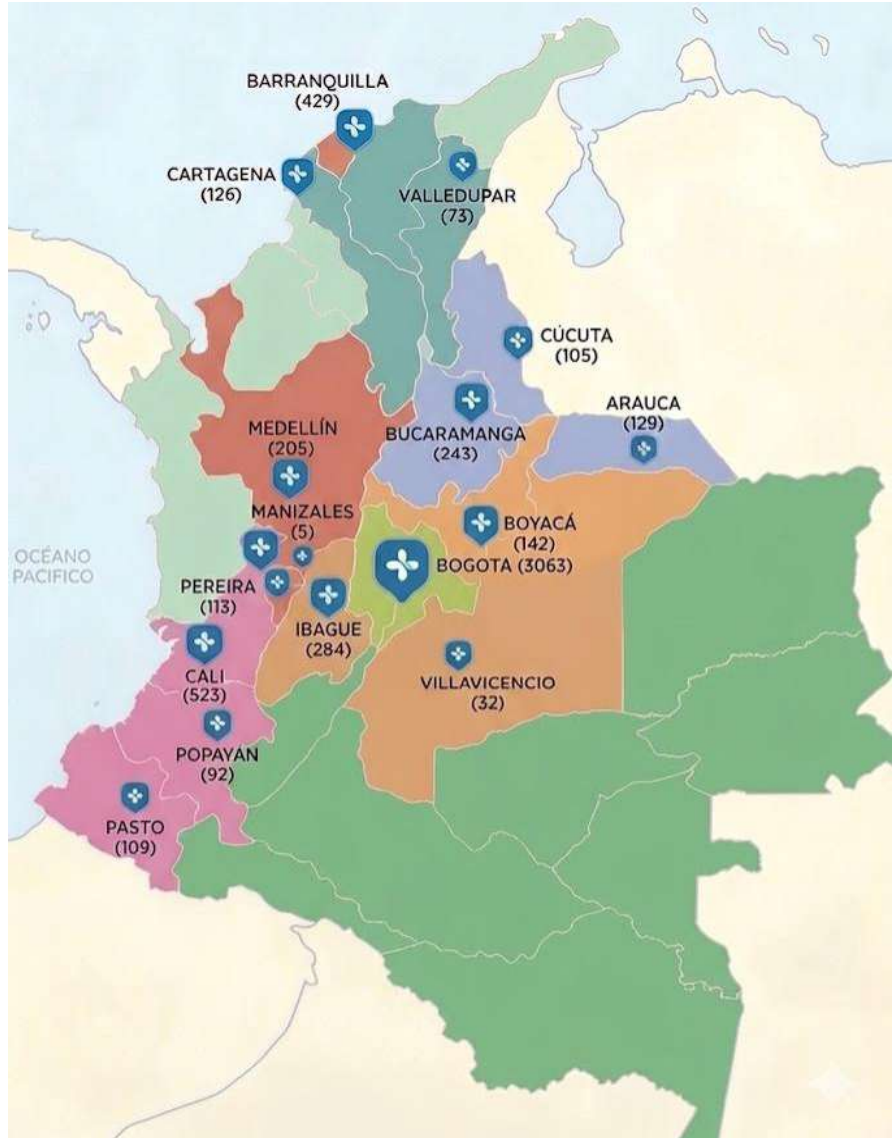 BARRANQUILLA
(429)
CARTAGENA
(126)
VALLEDUPAR
(73)
CÚCUTA
(105)
ARAUCA
(129)
BUCARAMANGA
(243)
MEDELLÍN
(205)
MANIZALES
(5)
BOYACÁ
(142)
BOGOTA (3063)
OCÉANO
PACIFICO
PEREIRA
(113)
IBAGUE
(284)
CALI
(523)
VILLAVICENCIO
(32)
POPAYÁN
(92)
PASTO
(109)